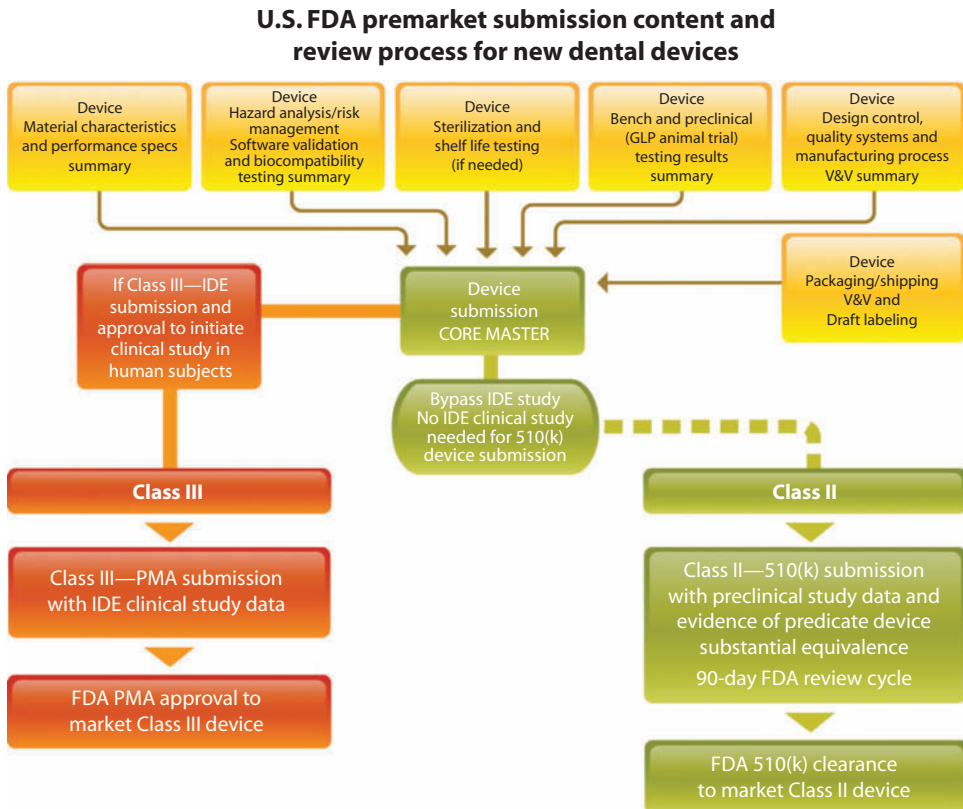 U.S. FDA premarket submission content and
review process for new dental devices
Device
Material characteristics
and performance specs
summary
Device
Hazard analysis/risk
management
Software validation
and biocompatibility
testing summary
Device
Sterilization and
shelf life testing
(if needed)
Device
Bench and preclinical
(GLP animal trial)
testing results
summary
Device
Design control,
quality systems and
manufacturing process
V&V summary
If Class III—IDE
submission and
approval to initiate
clinical study in
human subjects
Device
submission
CORE MASTER
Device
Packaging/shipping
V&V and
Draft labeling
Bypass IDE study
No IDE clinical study
needed for 510(k)
device submission
Class III
Class II
Class III—PMA submission
with IDE clinical study data
Class II—510(k) submission
with preclinical study data and
evidence of predicate device
substantial equivalence
90-day FDA review cycle
FDA PMA approval to
market Class III device
FDA 510(k) clearance
to market Class II device